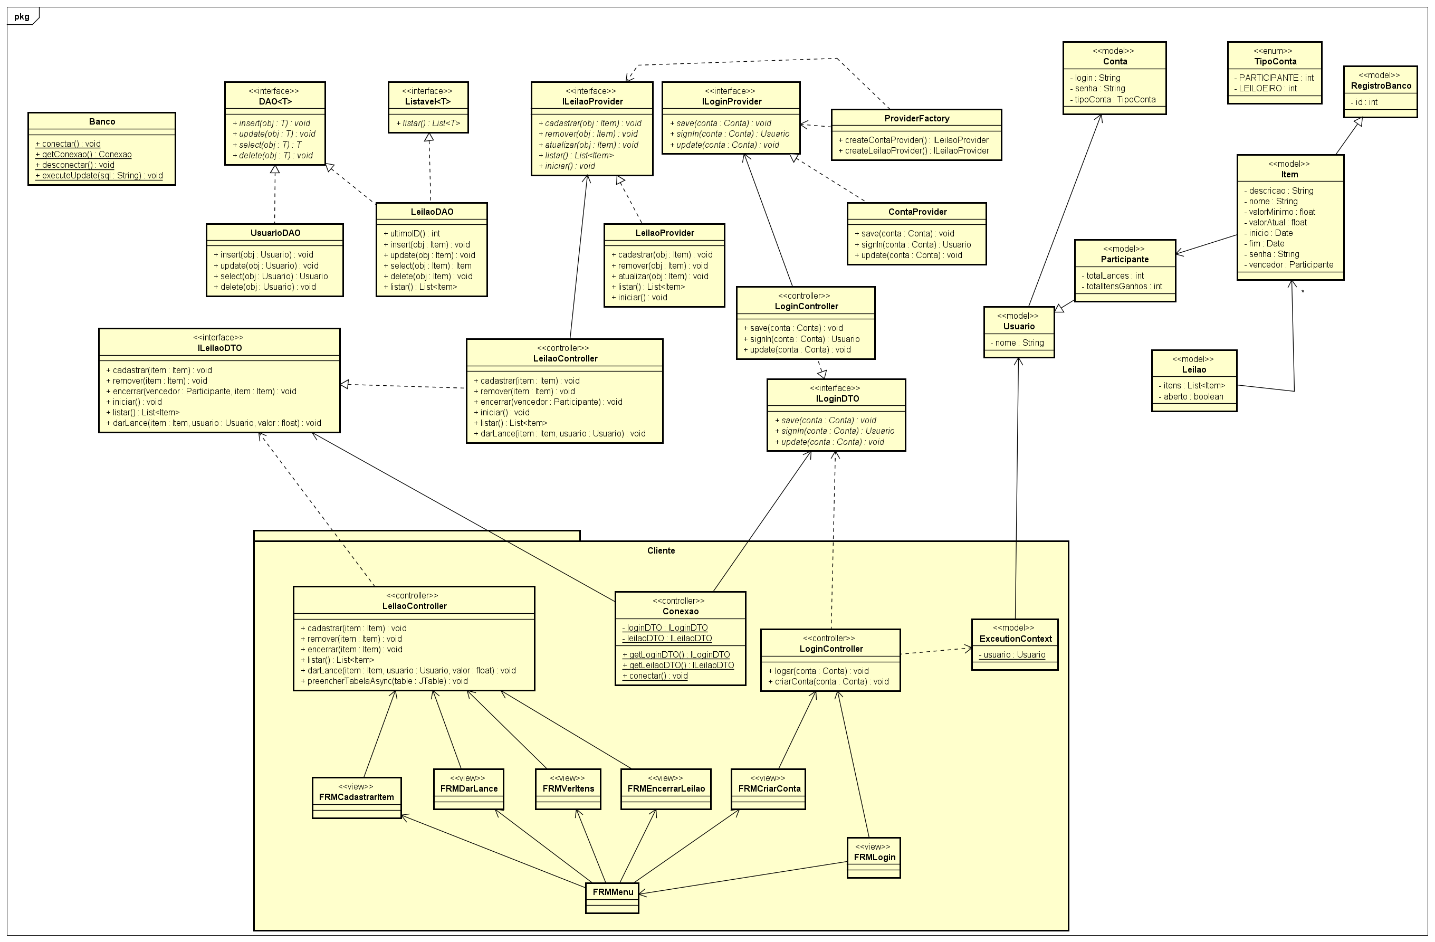 pkg
Banco
+ conectar() : void
+ getConexao() : Conexao
+ desconectar() : void
+ executeUpdate(sql : String) : void
<<interface>>
DAO<T>
+ insert(obj : T) : void
+ update(obj : T) : void
+ select(obj : T) : T
+ delete(obj : T) : void
<<interface>>
Listavel<T>
+ listar() : List<T>
<<interface>>
ILeilaoProvider
+ cadastrar(obj : Item) : void
+ remover(obj : Item) : void
+ atualizar(obj : Item) : void
+ listar() : List<Item>
+ iniciar() : void
<<interface>>
ILoginProvider
+ save(conta : Conta) : void
+ signIn(conta : Conta) : Usuario
+ update(conta : Conta) : void
ProviderFactory
+ createContaProvider() : ILeilaoProvider
+ createLeilaoProvider() : ILeilaoProvider
<<model>>
Conta
- login : String
- senha : String
- tipoConta : TipoConta
<<enum>>
TipoConta
- PARTICIPANTE : int
- LEILOEIRO : int
<<model>>
RegistroBanco
- id : int
<<model>>
Item
- descricao : String
- nome : String
- valorMinimo : float
- valorAtual : float
- inicio : Date
- fim : Date
- senha : String
- vencedor : Participante
UsuarioDAO
+ insert(obj : Usuario) : void
+ update(obj : Usuario) : void
+ select(obj : Usuario) : Usuario
+ delete(obj : Usuario) : void
LeilaoDAO
+ ultimoID() : int
+ insert(obj : Item) : void
+ update(obj : Item) : void
+ select(obj : Item) : Item
+ delete(obj : Item) : void
+ listar() : List<Item>
LeilaoProvider
+ cadastrar(obj : Item) : void
+ remover(obj : Item) : void
+ atualizar(obj : Item) : void
+ listar() : List<Item>
+ iniciar() : void
ContaProvider
+ save(conta : Conta) : void
+ signIn(conta : Conta) : Usuario
+ update(conta : Conta) : void
<<model>>
Participante
- totalLances : int
- totalItensGanhos : int
<<controller>>
LoginController
+ save(conta : Conta) : void
+ signIn(conta : Conta) : Usuario
+ update(conta : Conta) : void
<<model>>
Usuario
- nome : String
*
<<model>>
Leilao
- itens : List<Item>
- aberto : boolean
<<interface>>
ILeilaoDTO
+ cadastrar(item : Item) : void
+ remover(item : Item) : void
+ encerrar(vencedor : Participante, item : Item) : void
+ iniciar() : void
+ listar() : List<Item>
+ darLance(item : Item, usuario : Usuario, valor : float) : void
<<controller>>
LeilaoController
+ cadastrar(item : Item) : void
+ remover(item : Item) : void
+ encerrar(vencedor : Participante) : void
+ iniciar() : void
+ listar() : List<Item>
+ darLance(item : Item, usuario : Usuario) : void
<<interface>>
ILoginDTO
+ save(conta : Conta) : void
+ signIn(conta : Conta) : Usuario
+ update(conta : Conta) : void
Cliente
<<controller>>
LeilaoController
+ cadastrar(item : Item) : void
+ remover(item : Item) : void
+ encerrar(item : Item) : void
+ listar() : List<Item>
+ darLance(item : Item, usuario : Usuario, valor : float) : void
+ preencherTabelaAsync(table : JTable) : void
<<controller>>
Conexao
- loginDTO : ILoginDTO
- leilaoDTO : ILeilaoDTO
+ getLoginDTO() : ILoginDTO
+ getLeilaoDTO() : ILeilaoDTO
+ conectar() : void
<<controller>>
LoginController
+ logar(conta : Conta) : void
+ criarConta(conta : Conta) : void
<<model>>
ExceutionContext
- usuario : Usuario
<<view>>
FRMCadastrarItem
<<view>>
FRMDarLance
<<view>>
FRMVerItens
<<view>>
FRMEncerrarLeilao
<<view>>
FRMCriarConta
<<view>>
FRMLogin
FRMMenu